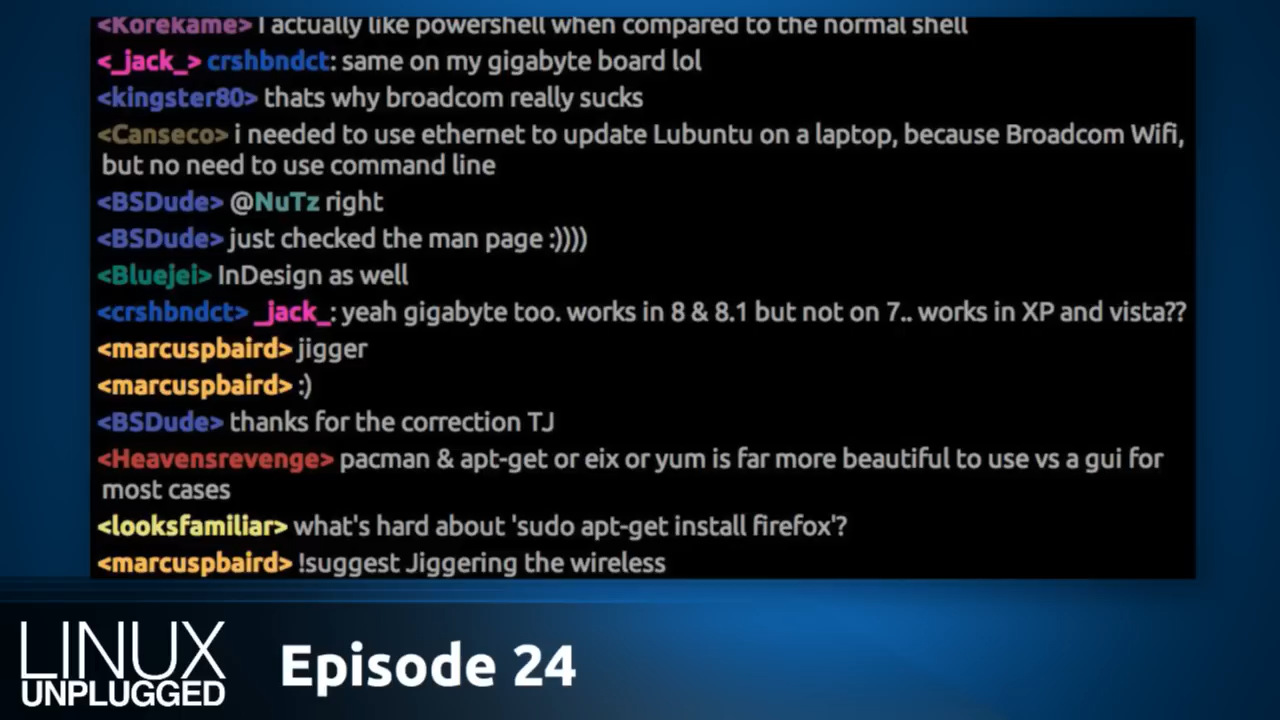 <Korekame> I actually like powershell when compared to the normal shell
<_jack_> crshbndct: same on my gigabyte board lol
<kingster80> thats why broadcom really sucks
<Canseco> i needed to use ethernet to update Lubuntu on a laptop, because Broadcom Wifi,
but no need to use command line
<BSDude> @NuTz right
<BSDude> just checked the man page :))))
<Bluejei> InDesign as well
<crshbndct> _jack_: yeah gigabyte too. works in 8 & 8.1 but not on 7.. works in XP and vista??
<marcuspbaird> jigger
<marcuspbaird> :)
<BSDude> thanks for the correction TJ
<Heavensrevenge> pacman & apt-get or eix or yum is far more beautiful to use vs a gui for
most cases
<looksfamiliar> what's hard about 'sudo apt-get install firefox'?
<marcuspbaird> !suggest Jiggering the wireless
LINUX
UNPLUGGED
Episode 24